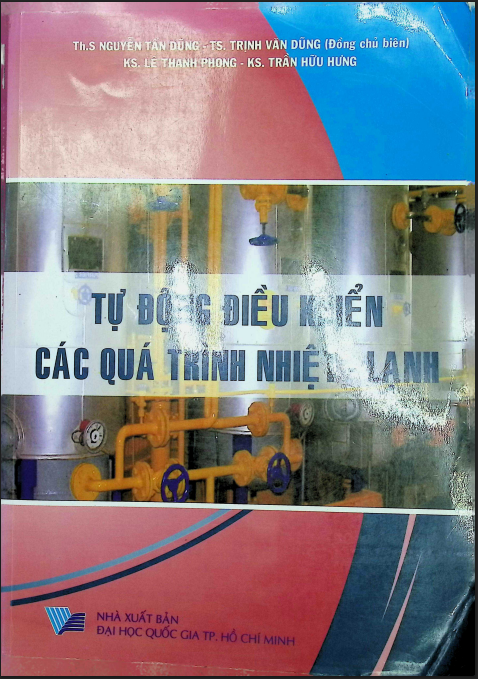 Th.S NGUYỄN TẤN DŨNG - TS. TRỊNH VĂN DŨNG (Đồng chủ biên)
KS. LÊ THANH PHONG - KS. TRẦN HỮU HƯNG
TỰ ĐỘNG ĐIỀU KHIỂN
CÁC QUÁ TRÌNH NHIỆT - LẠNH
NHÀ XUẤT BẢN
ĐẠI HỌC QUỐC GIA TP. HỒ CHÍ MINH